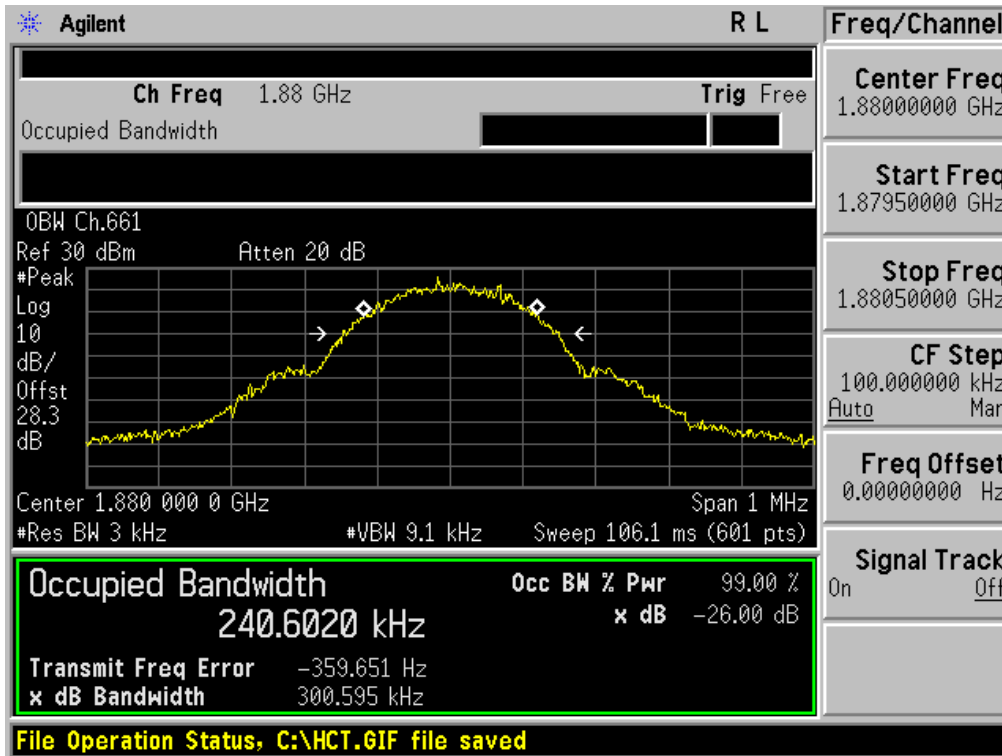 Agilent R L
Freq/Channel
Ch Freq 1.88 GHz Trig Free
Occupied Bandwidth
Center Freq
1.88000000 GHz
Start Freq
1.87950000 GHz
Stop Freq
1.88050000 GHz
CF Step
100.000000 kHz
Auto Man
Freq Offset
0.00000000 Hz
Signal Track
On Off
OBW Ch.661
Ref 30 dBm Atten 20 dB
#Peak
Log
10
dB/
Offst
28.3
dB
Center 1.880 000 0 GHz Span 1 MHz
#Res BW 3 kHz #VBW 9.1 kHz Sweep 106.1 ms (601 pts)
Occupied Bandwidth Occ BW % Pwr 99.00 %
240.6020 kHz x dB -26.00 dB
Transmit Freq Error -359.651 Hz
x dB Bandwidth 300.595 kHz
File Operation Status, C:\HCT.GIF file saved